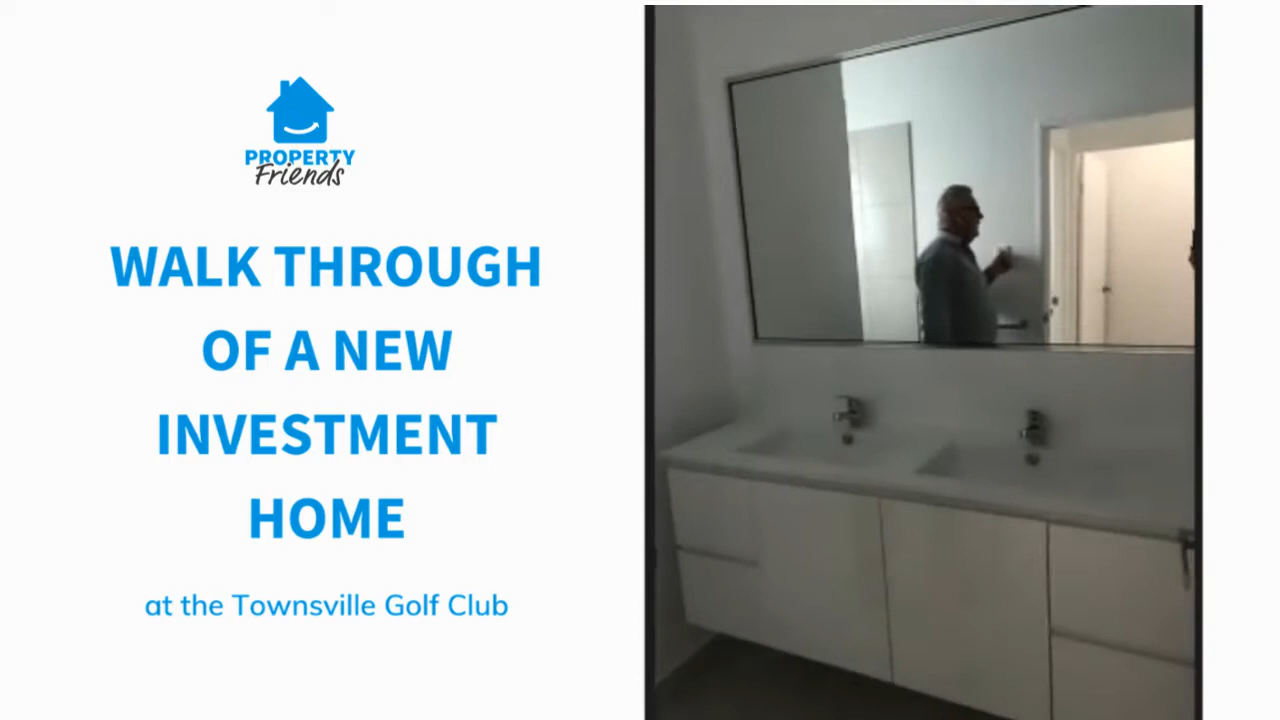 PROPERTY
Friends
WALK THROUGH
OF A NEW
INVESTMENT
HOME
at the Townsville Golf Club